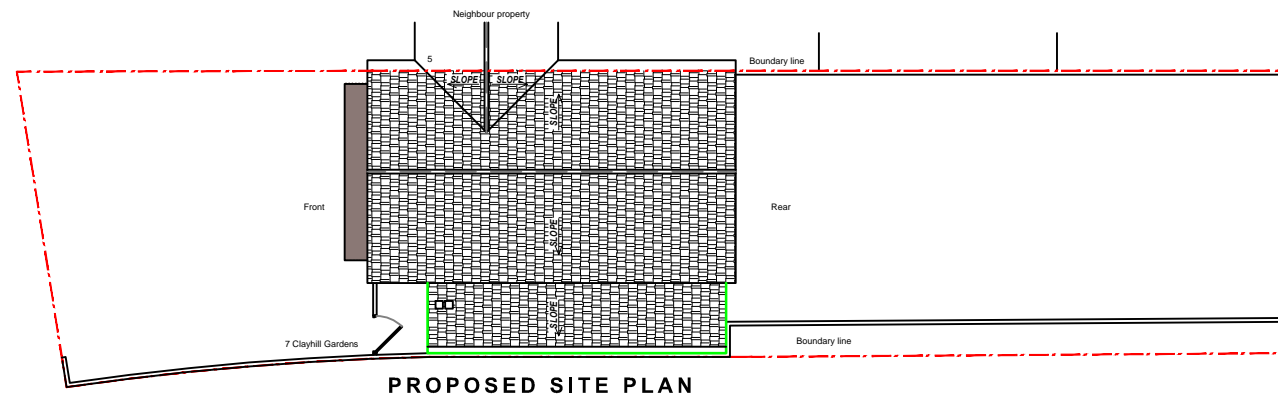 Neighbour property
5
SLOPE SLOPE
Boundary line
SLOPE
Front
Rear
SLOPE
SLOPE
7 Clayhill Gardens
Boundary line
PROPOSED SITE PLAN